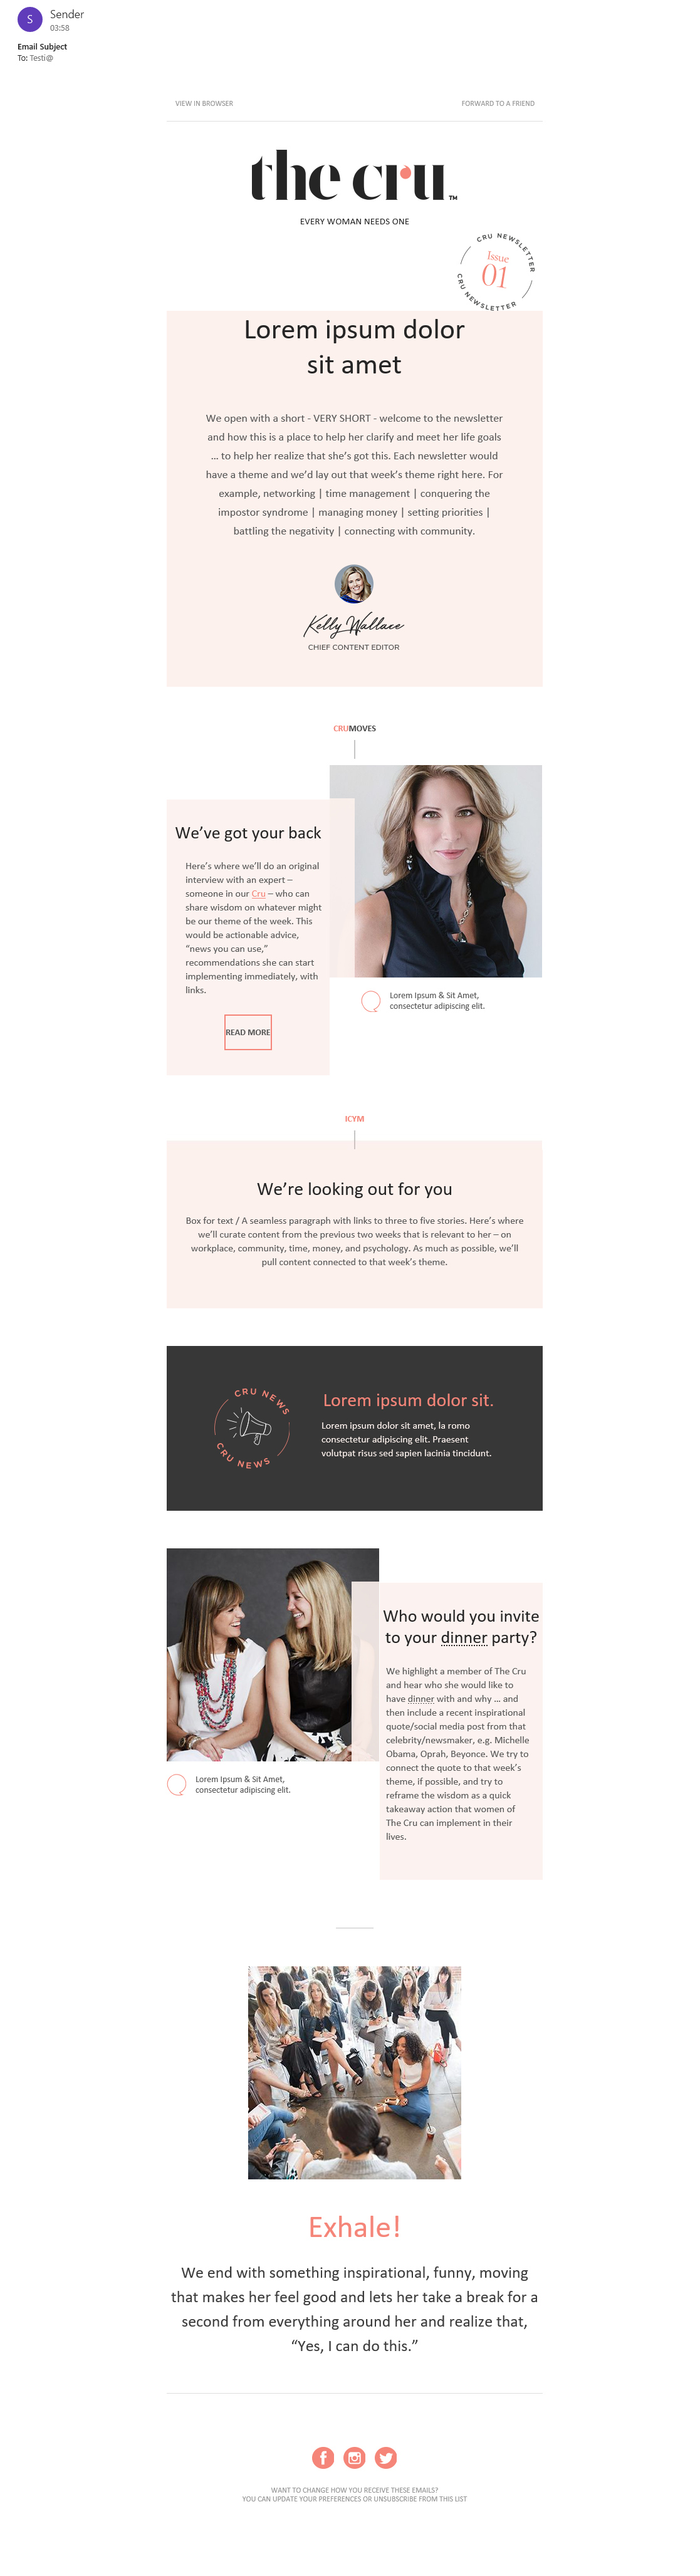 S
Sender
03:58
Email Subject
To: Testi@
VIEW IN BROWSER
FORWARD TO A FRIEND
the cru™
EVERY WOMAN NEEDS ONE
CRU NEWSLETTER
Issue
01
CRU NEWSLETTER
Lorem ipsum dolor
sit amet
We open with a short - VERY SHORT - welcome to the newsletter
and how this is a place to help her clarify and meet her life goals
... to help her realize that she’s got this. Each newsletter would
have a theme and we’d lay out that week’s theme right here. For
example, networking | time management | conquering the
impostor syndrome | managing money | setting priorities |
battling the negativity | connecting with community.
Kelly Wallace
CHIEF CONTENT EDITOR
CRUMOVES
We’ve got your back
Here’s where we’ll do an original
interview with an expert –
someone in our Cru – who can
share wisdom on whatever might
be our theme of the week. This
would be actionable advice,
“news you can use,”
recommendations she can start
implementing immediately, with
links.
READ MORE
Lorem Ipsum & Sit Amet,
consectetur adipiscing elit.
ICYM
We’re looking out for you
Box for text / A seamless paragraph with links to three to five stories. Here’s where
we’ll curate content from the previous two weeks that is relevant to her – on
workplace, community, time, money, and psychology. As much as possible, we’ll
pull content connected to that week’s theme.
CRU NEWS
CRU NEWS
Lorem ipsum dolor sit.
Lorem ipsum dolor sit amet, la romo
consectetur adipiscing elit. Praesent
volutpat risus sed sapien lacinia tincidunt.
Who would you invite
to your dinner party?
We highlight a member of The Cru
and hear who she would like to
have dinner with and why ... and
then include a recent inspirational
quote/social media post from that
celebrity/newsmaker, e.g. Michelle
Obama, Oprah, Beyonce. We try to
connect the quote to that week’s
theme, if possible, and try to
reframe the wisdom as a quick
takeaway action that women of
The Cru can implement in their
lives.
Lorem Ipsum & Sit Amet,
consectetur adipiscing elit.
Exhale!
We end with something inspirational, funny, moving
that makes her feel good and lets her take a break for a
second from everything around her and realize that,
“Yes, I can do this.”
WANT TO CHANGE HOW YOU RECEIVE THESE EMAILS?
YOU CAN UPDATE YOUR PREFERENCES OR UNSUBSCRIBE FROM THIS LIST